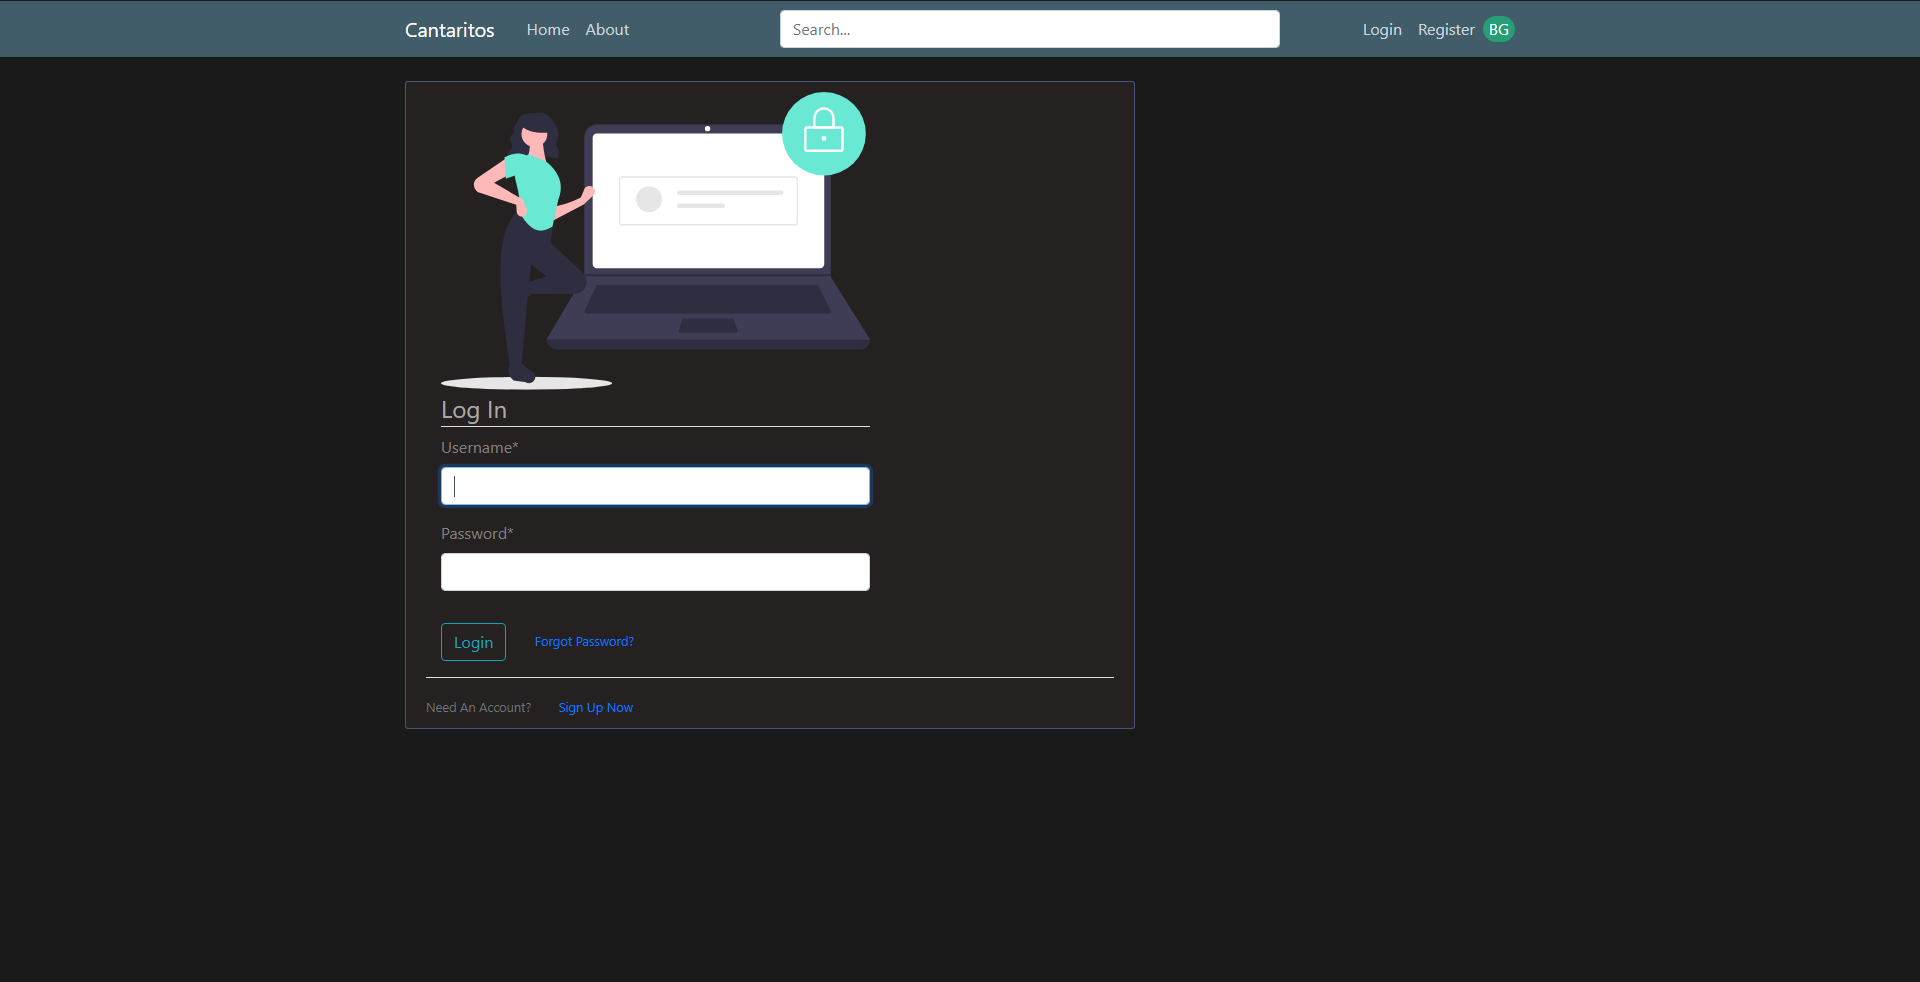 Cantaritos Home About Search... Login Register BG
Log In
Username*
Password*
Login Forgot Password?
Need An Account? Sign Up Now